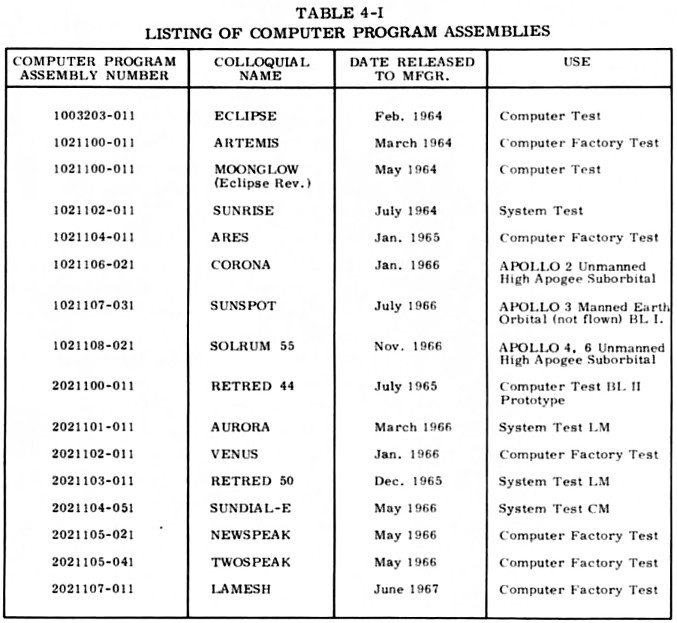 TABLE 4-I
LISTING OF COMPUTER PROGRAM ASSEMBLIES
COMPUTER PROGRAM ASSEMBLY NUMBER COLLOQUIAL NAME DATE RELEASED TO MFGR. USE
1003203-011 ECLIPSE Feb. 1964 Computer Test
1021100-011 ARTEMIS March 1964 Computer Factory Test
1021100-011 MOONGLOW May 1964 Computer Test
(Eclipse Rev.)
1021102-011 SUNRISE July 1964 System Test
1021104-011 ARES Jan. 1965 Computer Factory Test
1021106-021 CORONA Jan. 1966 APOLLO 2 Unmanned
High Apogee Suborbital
1021107-031 SUNSPOT July 1966 APOLLO 3 Manned Earth
Orbital (not flown) BL I.
1021108-021 SOLRUM 55 Nov. 1966 APOLLO 4, 6 Unmanned
High Apogee Suborbital
2021100-011 RETRED 44 July 1965 Computer Test BL II
Prototype
2021101-011 AURORA March 1966 System Test LM
2021102-011 VENUS Jan. 1966 Computer Factory Test
2021103-011 RETRED 50 Dec. 1965 System Test LM
2021104-051 SUNDIAL-E May 1966 System Test CM
2021105-021 NEWSPEAK May 1966 Computer Factory Test
2021105-041 TWOSPEAK May 1966 Computer Factory Test
2021107-011 LAMESH June 1967 Computer Factory Test